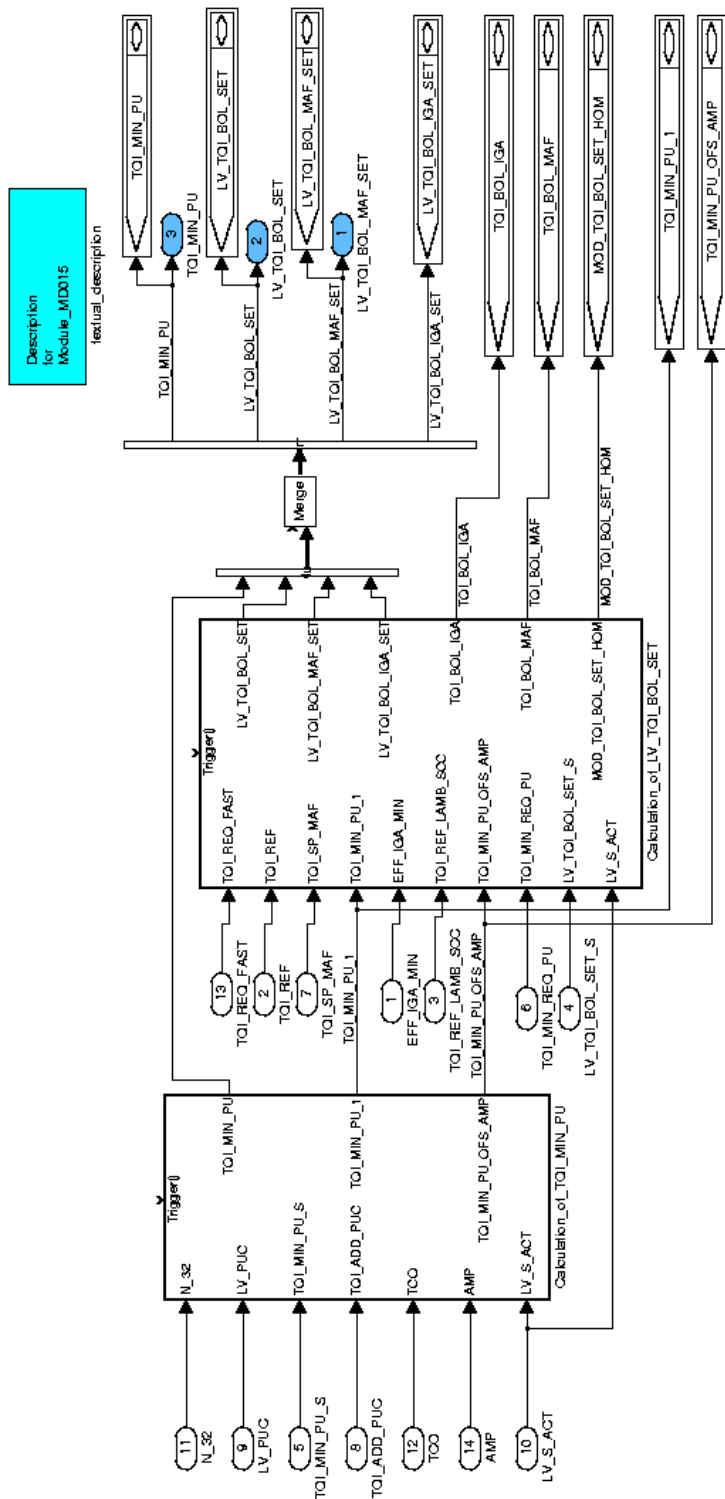 Description
for
Module_MD015
textual_description
11
N_32
9
LV_PUC
5
TQI_MIN_PU_S
8
TQI_ADD_PUC
12
TCO
14
AMP
10
LV_S_ACT
Trigger()
N_32
LV_PUC
TQI_MIN_PU_S
TQI_ADD_PUC
TCO
AMP
LV_S_ACT
TQI_MIN_PU
TQI_MIN_PU_1
TQI_MIN_PU_OFS_AMP
Calculation_of_TQI_MIN_PU
13
TQI_REQ_FAST
2
TQI_REF
7
TQI_SP_MAF
TQI_MIN_PU_1
1
EFF_IGA_MIN
3
TQI_REF_LAMB_SCC
TQI_MIN_PU_OFS_AMP
6
TQI_MIN_REQ_PU
4
LV_TQI_BOL_SET_S
Trigger()
TQI_REQ_FAST
TQI_REF
TQI_SP_MAF
TQI_MIN_PU_1
EFF_IGA_MIN
TQI_REF_LAMB_SCC
TQI_MIN_PU_OFS_AMP
TQI_MIN_REQ_PU
LV_TQI_BOL_SET_S
LV_S_ACT
LV_TQI_BOL_SET
LV_TQI_BOL_MAF_SET
LV_TQI_BOL_IGA_SET
TQI_BOL_IGA
TQI_BOL_MAF
MOD_TQI_BOL_SET_HOM
Calculation_of_LV_TQI_BOL_SET
Merge
TQI_BOL_IGA
TQI_BOL_MAF
MOD_TQI_BOL_SET_HOM
TQI_MIN_PU
LV_TQI_BOL_SET
LV_TQI_BOL_MAF_SET
LV_TQI_BOL_IGA_SET
3
TQI_MIN_PU
2
LV_TQI_BOL_SET
1
LV_TQI_BOL_MAF_SET
TQI_MIN_PU
LV_TQI_BOL_SET
LV_TQI_BOL_MAF_SET
LV_TQI_BOL_IGA_SET
TQI_BOL_IGA
TQI_BOL_MAF
MOD_TQI_BOL_SET_HOM
TQI_MIN_PU_1
TQI_MIN_PU_OFS_AMP